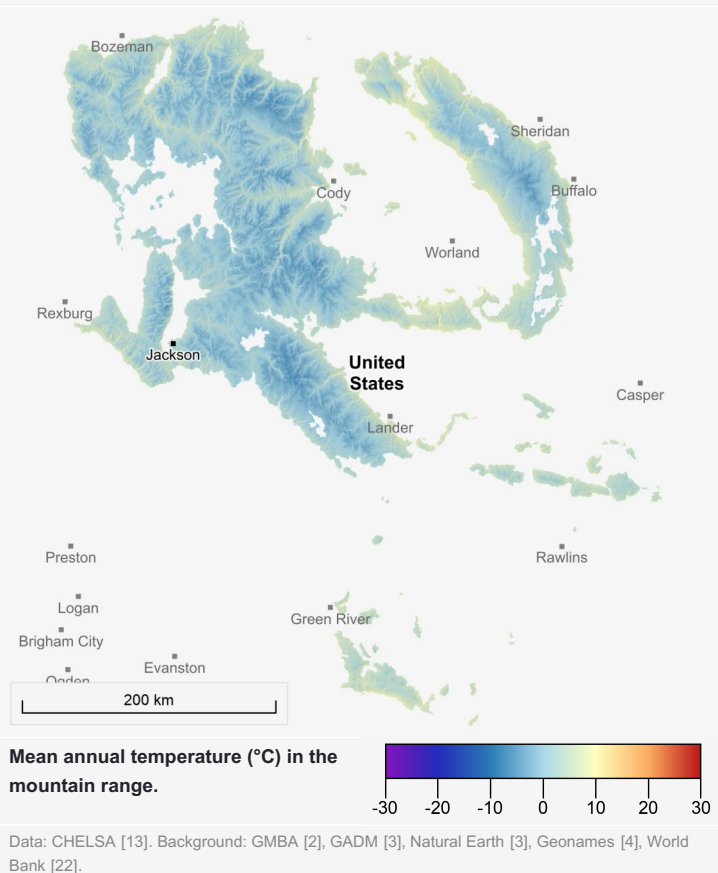 Bozeman
Sheridan
Buffalo
Cody
Worland
Rexburg
Jackson
United
States
Casper
Lander
Preston
Rawlins
Logan
Green River
Brigham City
Evanston
Ogden
200 km
Mean annual temperature (°C) in the
mountain range.
-30 -20 -10 0 10 20 30
Data: CHELSA [13]. Background: GMBA [2], GADM [3], Natural Earth [3], Geonames [4], World
Bank [22].